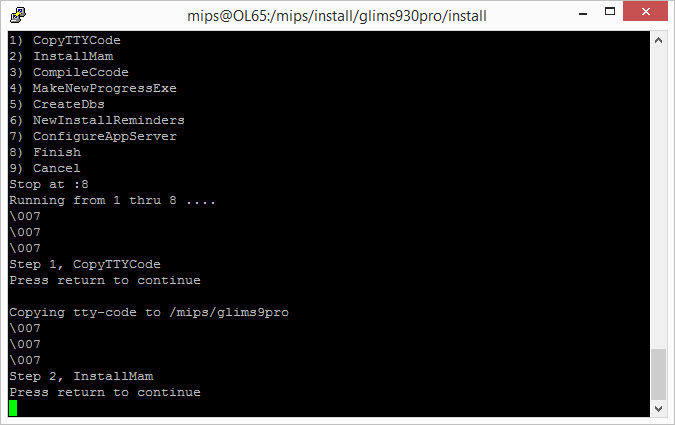 mips@OL65:/mips/install/glims930pro/install
1) CopyTTYCode
2) InstallMam
3) CompileCcode
4) MakeNewProgressExe
5) CreateDbs
6) NewInstallReminders
7) ConfigureAppServer
8) Finish
9) Cancel
Stop at :8
Running from 1 thru 8 ....
\007
\007
\007
Step 1, CopyTTYCode
Press return to continue
Copying tty-code to /mips/glims9pro
\007
\007
\007
Step 2, InstallMam
Press return to continue